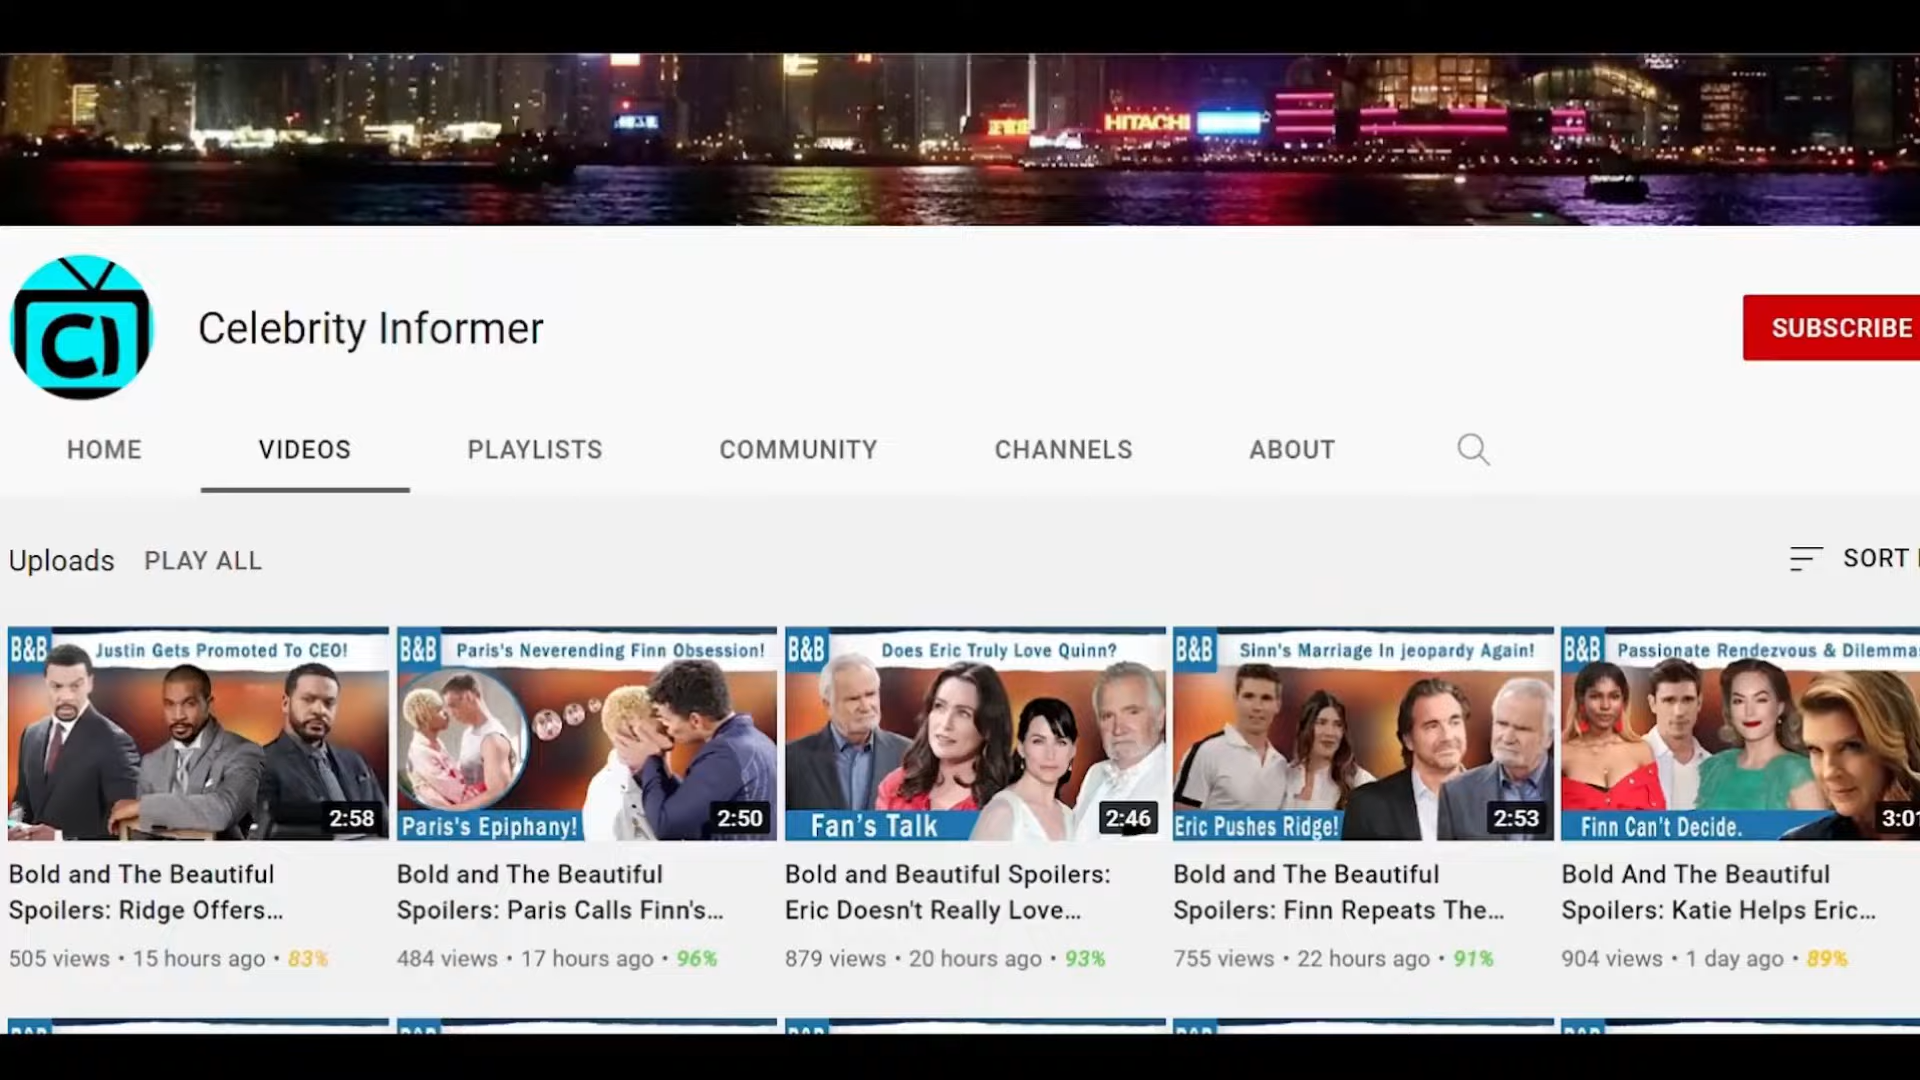 HITACHI
CI
Celebrity Informer
SUBSCRIBE
HOME
VIDEOS
PLAYLISTS
COMMUNITY
CHANNELS
ABOUT
Uploads
PLAY ALL
SORT
B&B
Justin Gets Promoted To CEO!
2:58
Bold and The Beautiful
Spoilers: Ridge Offers...
505 views • 15 hours ago • 83%
B&B
Paris's Neverending Finn Obsession!
Paris's Epiphany!
2:50
Bold and The Beautiful
Spoilers: Paris Calls Finn's...
484 views • 17 hours ago • 96%
B&B
Does Eric Truly Love Quinn?
Fan's Talk
2:46
Bold and Beautiful Spoilers:
Eric Doesn't Really Love...
879 views • 20 hours ago • 93%
B&B
Sinn's Marriage In jeopardy Again!
Eric Pushes Ridge!
2:53
Bold and The Beautiful
Spoilers: Finn Repeats The...
755 views • 22 hours ago • 91%
B&B
Passionate Rendezvous & Dilemmas
Finn Can't Decide.
3:01
Bold And The Beautiful
Spoilers: Katie Helps Eric...
904 views • 1 day ago • 89%